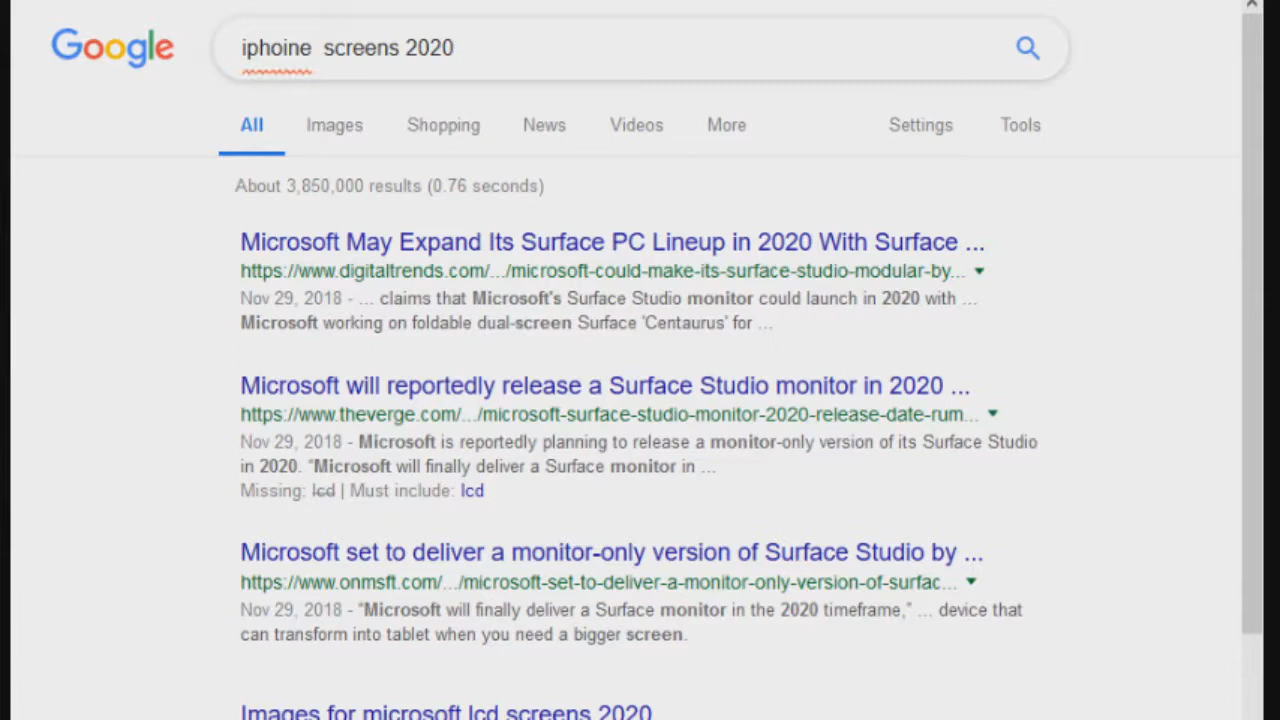 Google
iphoine  screens 2020
All Images Shopping News Videos More Settings Tools
About 3,850,000 results (0.76 seconds)
Microsoft May Expand Its Surface PC Lineup in 2020 With Surface ...
https://www.digitaltrends.com/.../microsoft-could-make-its-surface-studio-modular-by...
Nov 29, 2018 - ... claims that Microsoft's Surface Studio monitor could launch in 2020 with ...
Microsoft working on foldable dual-screen Surface 'Centaurus' for ...
Microsoft will reportedly release a Surface Studio monitor in 2020 ...
https://www.theverge.com/.../microsoft-surface-studio-monitor-2020-release-date-rum...
Nov 29, 2018 - Microsoft is reportedly planning to release a monitor-only version of its Surface Studio
in 2020. "Microsoft will finally deliver a Surface monitor in ...
Missing: lcd | Must include: lcd
Microsoft set to deliver a monitor-only version of Surface Studio by ...
https://www.onmsft.com/.../microsoft-set-to-deliver-a-monitor-only-version-of-surfac...
Nov 29, 2018 - "Microsoft will finally deliver a Surface monitor in the 2020 timeframe," ... device that
can transform into tablet when you need a bigger screen.
Images for microsoft lcd screens 2020